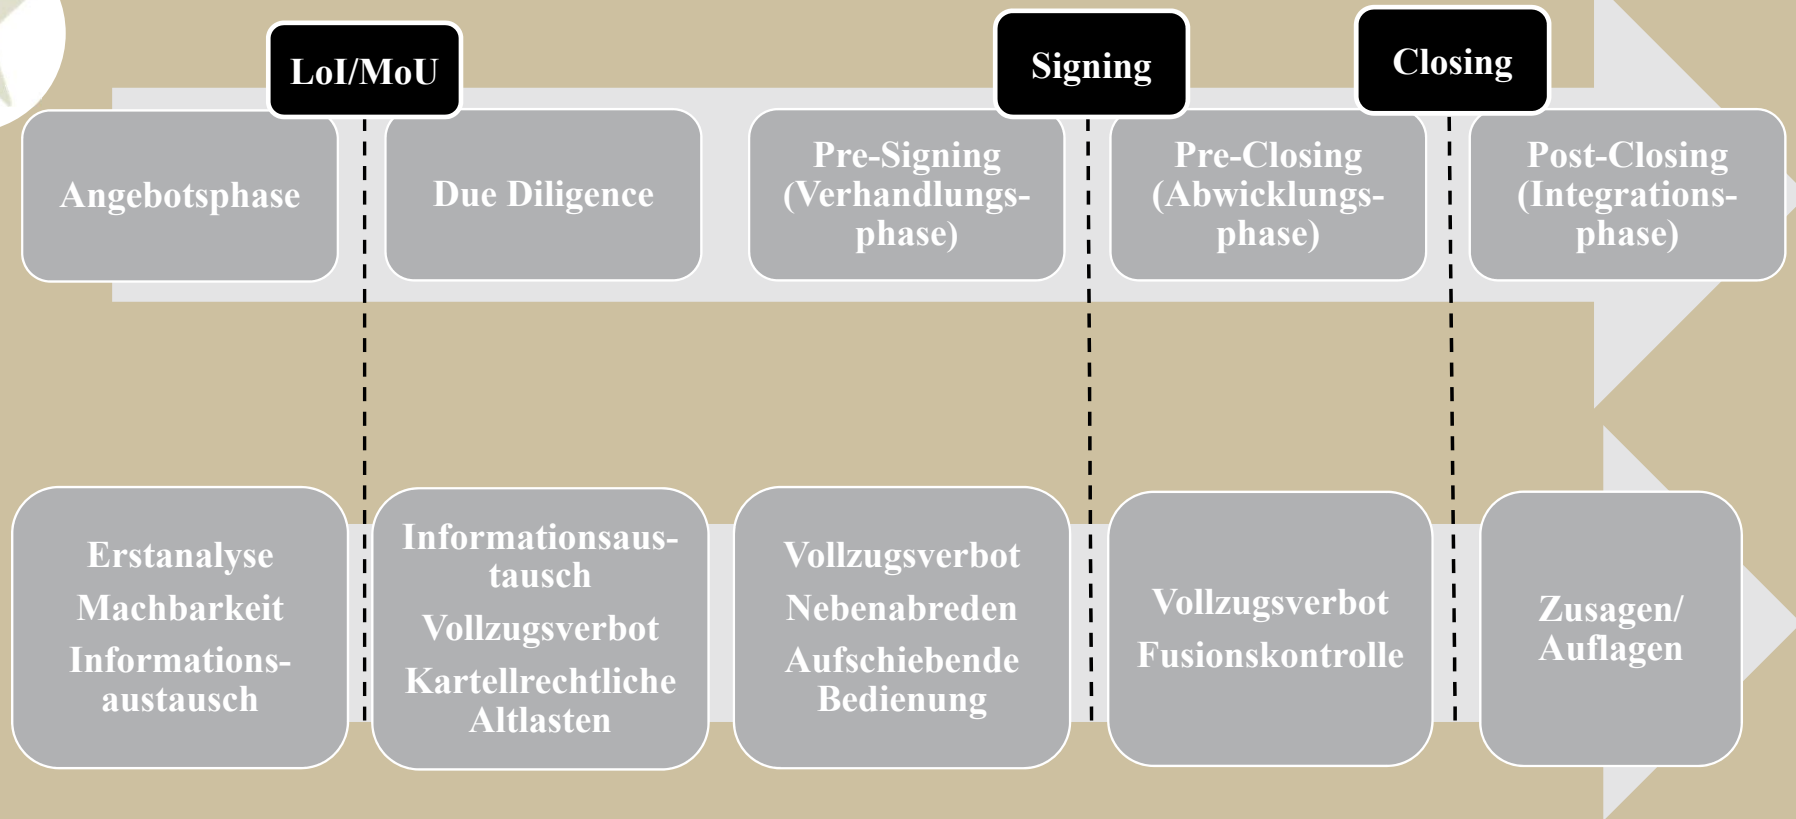 LoI/MoU
Signing
Closing
Angebotsphase
Due Diligence
Pre-Signing
(Verhandlungs-
phase)
Pre-Closing
(Abwicklungs-
phase)
Post-Closing
(Integrations-
phase)
Erstanalyse
Machbarkeit
Informations-
austausch
Informationsaus-
tausch
Vollzugsverbot
Kartellrechtliche
Altlasten
Vollzugsverbot
Nebenabreden
Aufschiebende
Bedienung
Vollzugsverbot
Fusionskontrolle
Zusagen/
Auflagen